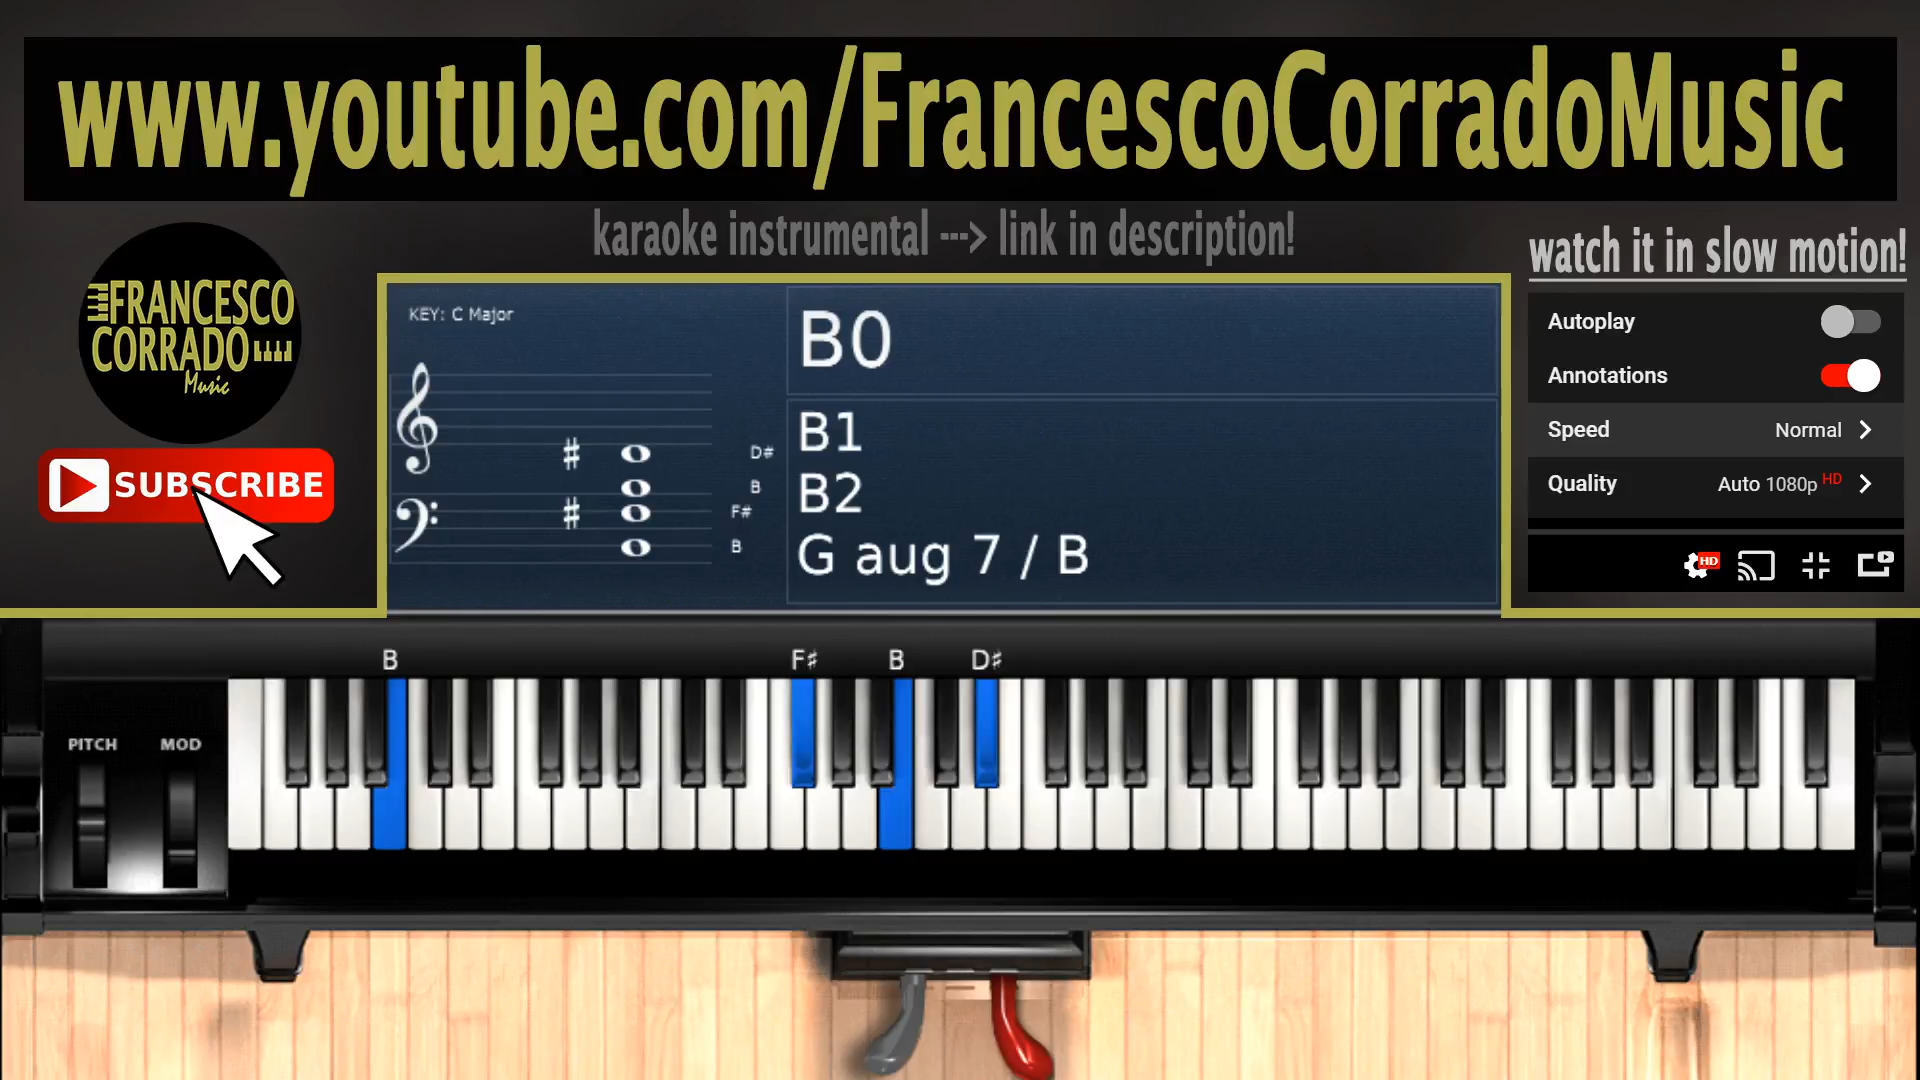 www.youtube.com/FrancescoCorradoMusic
karaoke instrumental ---> link in description!
watch it in slow motion!
FRANCESCO
CORRADO
Music
SUBSCRIBE
KEY: C Major
D#
B
F#
B
B0
B1
B2
G aug 7 / B
Autoplay
Annotations
Speed Normal
Quality Auto 1080p HD
HD
B F♯ B D♯
PITCH MOD